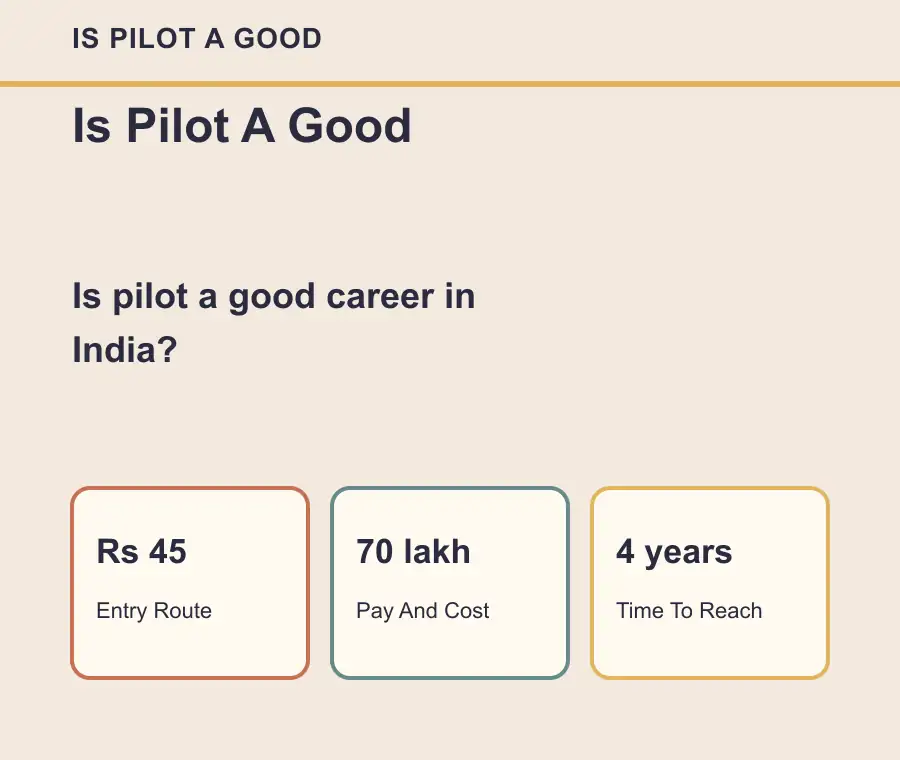 IS PILOT A GOOD
Is Pilot A Good
Is pilot a good career in
India?
Rs 45
Entry Route
70 lakh
Pay And Cost
4 years
Time To Reach